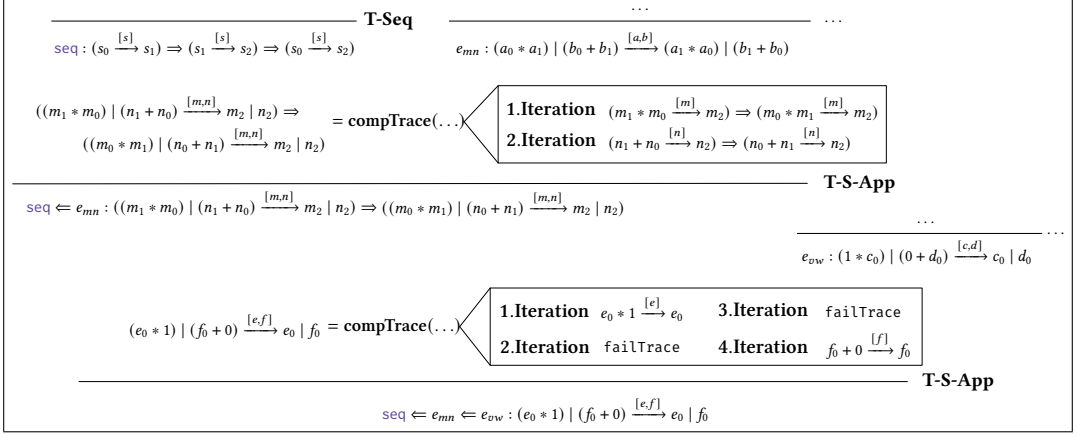 ... 
T-Seq ...
seq : (s₀ —[s]→ s₁) ⇒ (s₁ —[s]→ s₂) ⇒ (s₀ —[s]→ s₂)
eₘₙ : (a₀ * a₁) | (b₀ + b₁) —[a,b]→ (a₁ * a₀) | (b₁ + b₀)
((m₁ * m₀) | (n₁ + n₀) —[m,n]→ m₂ | n₂) ⇒
((m₀ * m₁) | (n₀ + n₁) —[m,n]→ m₂ | n₂)
= compTrace(...)
1.Iteration (m₁ * m₀ —[m]→ m₂) ⇒ (m₀ * m₁ —[m]→ m₂)
2.Iteration (n₁ + n₀ —[n]→ n₂) ⇒ (n₀ + n₁ —[n]→ n₂)
T-S-App
seq ⇐ eₘₙ : ((m₁ * m₀) | (n₁ + n₀) —[m,n]→ m₂ | n₂) ⇒ ((m₀ * m₁) | (n₀ + n₁) —[m,n]→ m₂ | n₂)
...
...
e_vw : (1 * c₀) | (0 + d₀) —[c,d]→ c₀ | d₀
(e₀ * 1) | (f₀ + 0) —[e,f]→ e₀ | f₀ = compTrace(...)
1.Iteration e₀ * 1 —[e]→ e₀ 3.Iteration failTrace
2.Iteration failTrace 4.Iteration f₀ + 0 —[f]→ f₀
T-S-App
seq ⇐ eₘₙ ⇐ e_vw : (e₀ * 1) | (f₀ + 0) —[e,f]→ e₀ | f₀